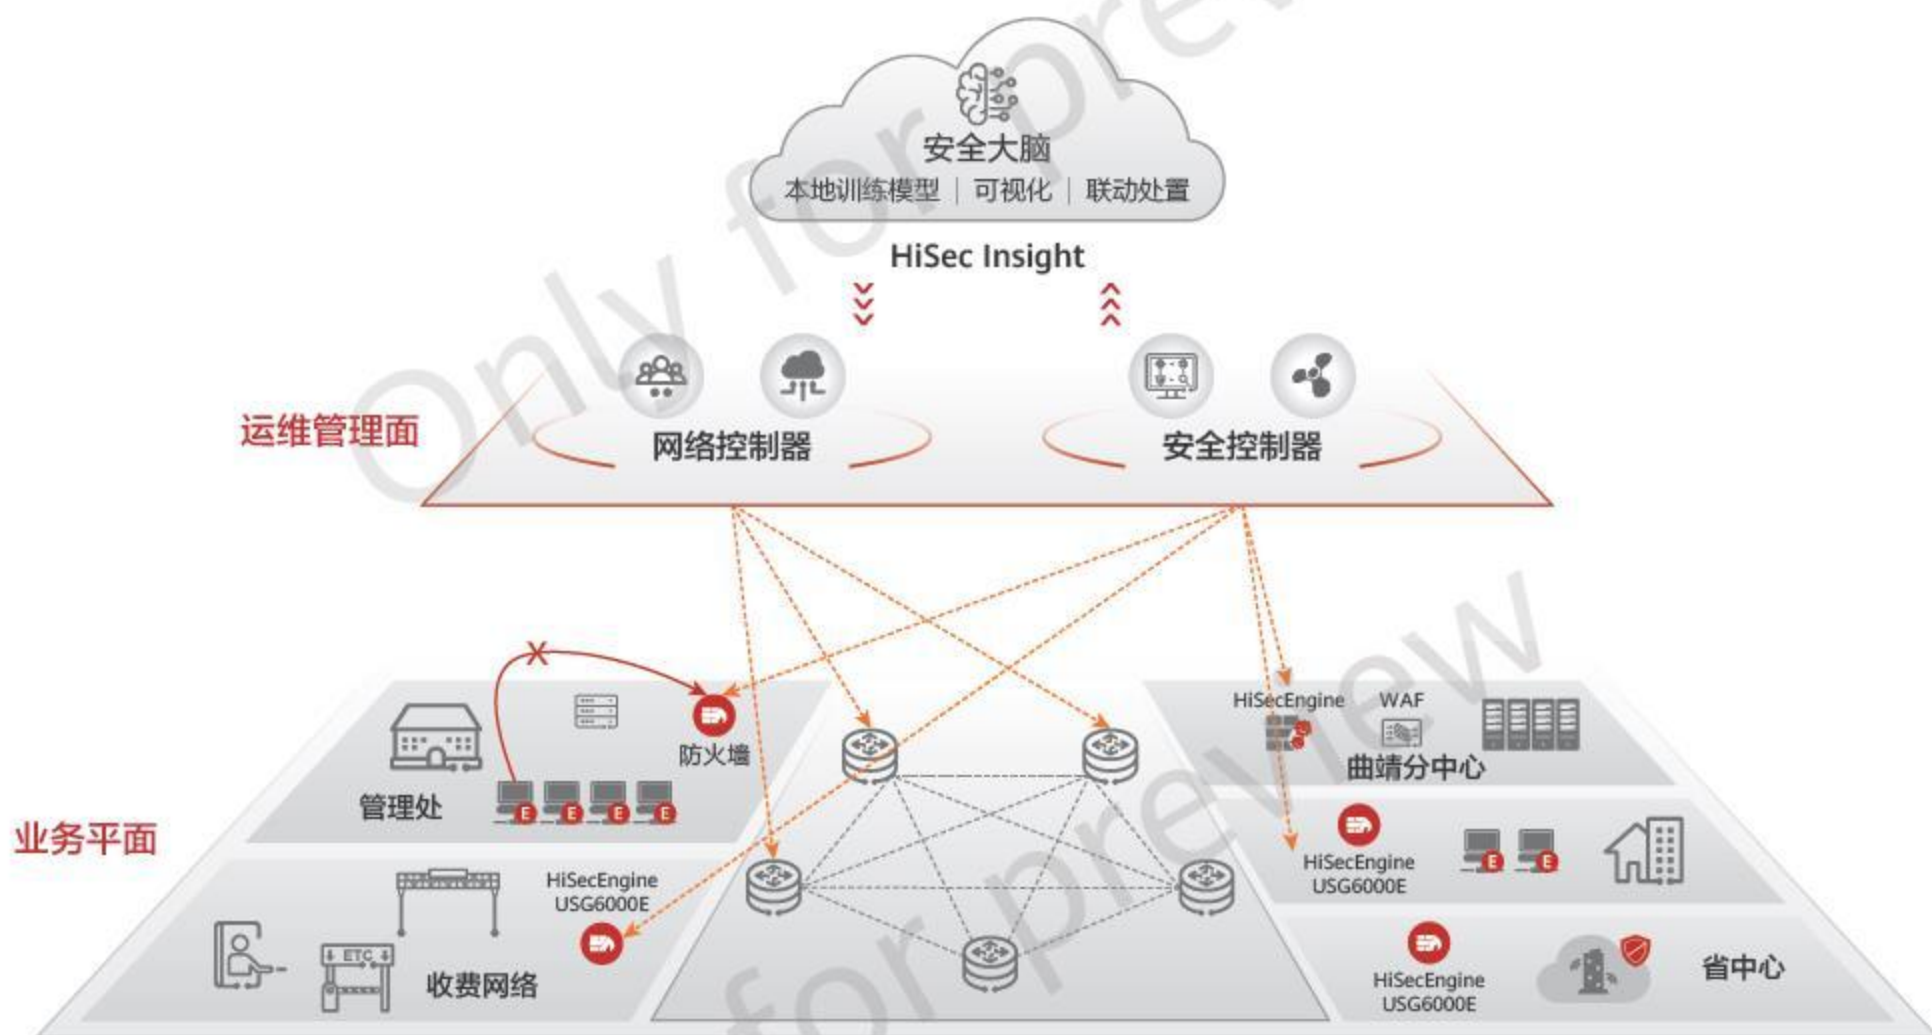 安全大脑
本地训练模型 | 可视化 | 联动处置
HiSec Insight
运维管理面
网络控制器
安全控制器
业务平面
防火墙
管理处
E E E E
HiSecEngine
USG6000E
ETC
收费网络
HiSecEngine
WAF
曲靖分中心
HiSecEngine
USG6000E
E E
HiSecEngine
USG6000E
省中心
Only for preview
for preview